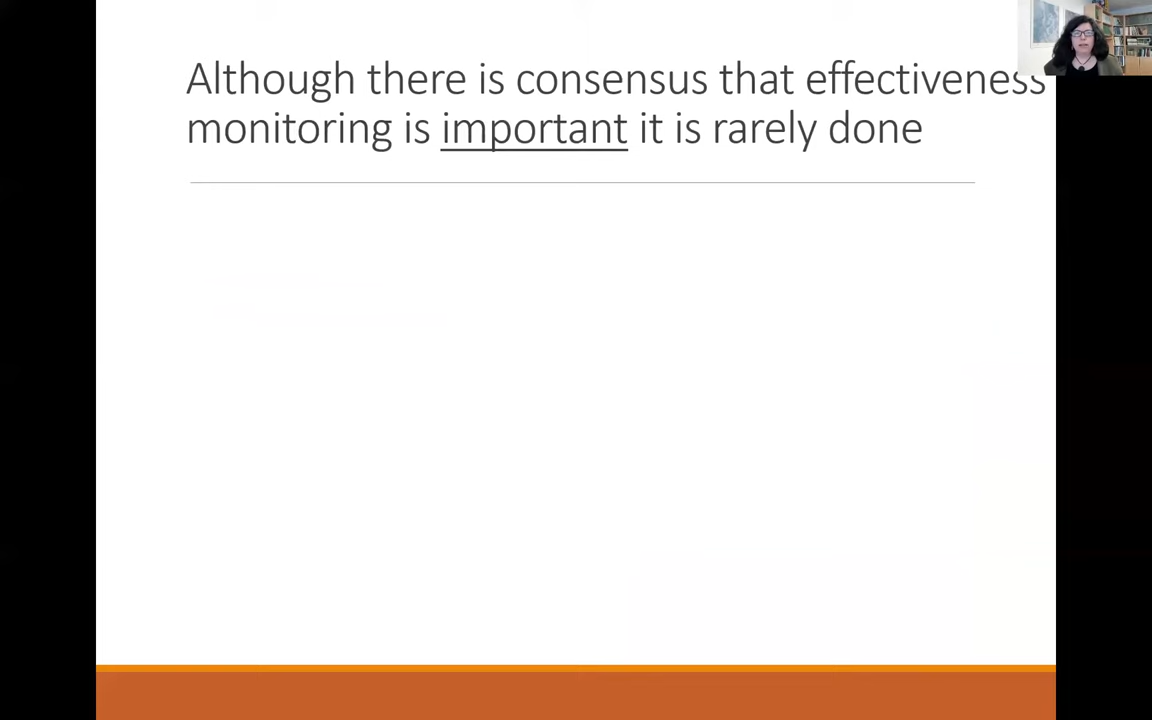 Although there is consensus that effectiveness
monitoring is important it is rarely done